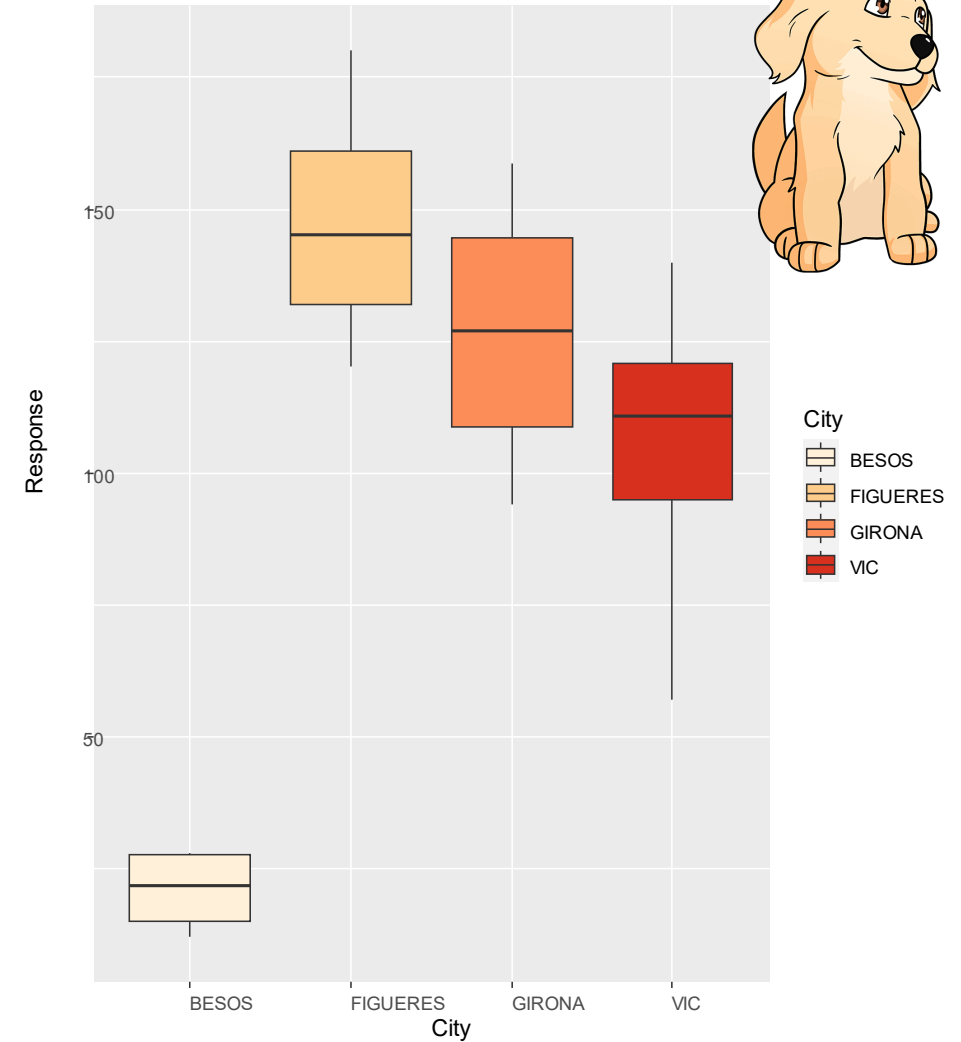 150
100
50
Response
BESOS
FIGUERES
GIRONA
VIC
City
City
BESOS
FIGUERES
GIRONA
VIC